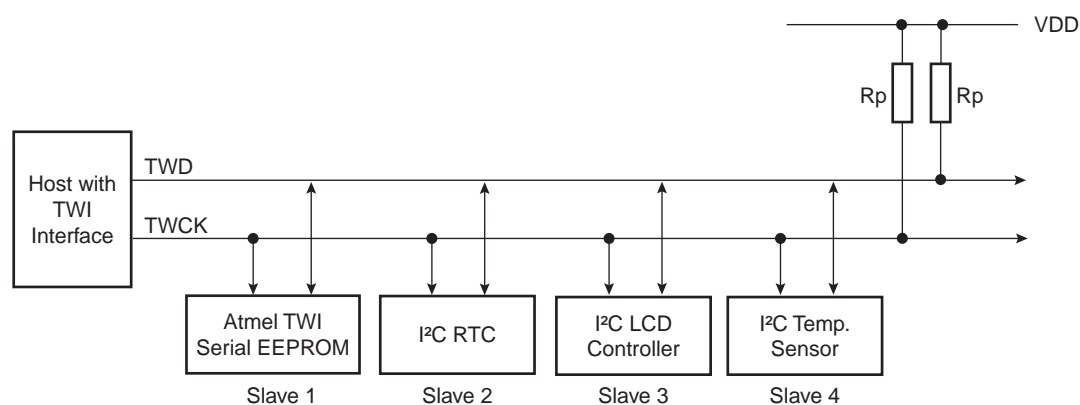 VDD
Rp
Rp
Host with
TWI
Interface
TWD
TWCK
Atmel TWI
Serial EEPROM
Slave 1
I²C RTC
Slave 2
I²C LCD
Controller
Slave 3
I²C Temp.
Sensor
Slave 4